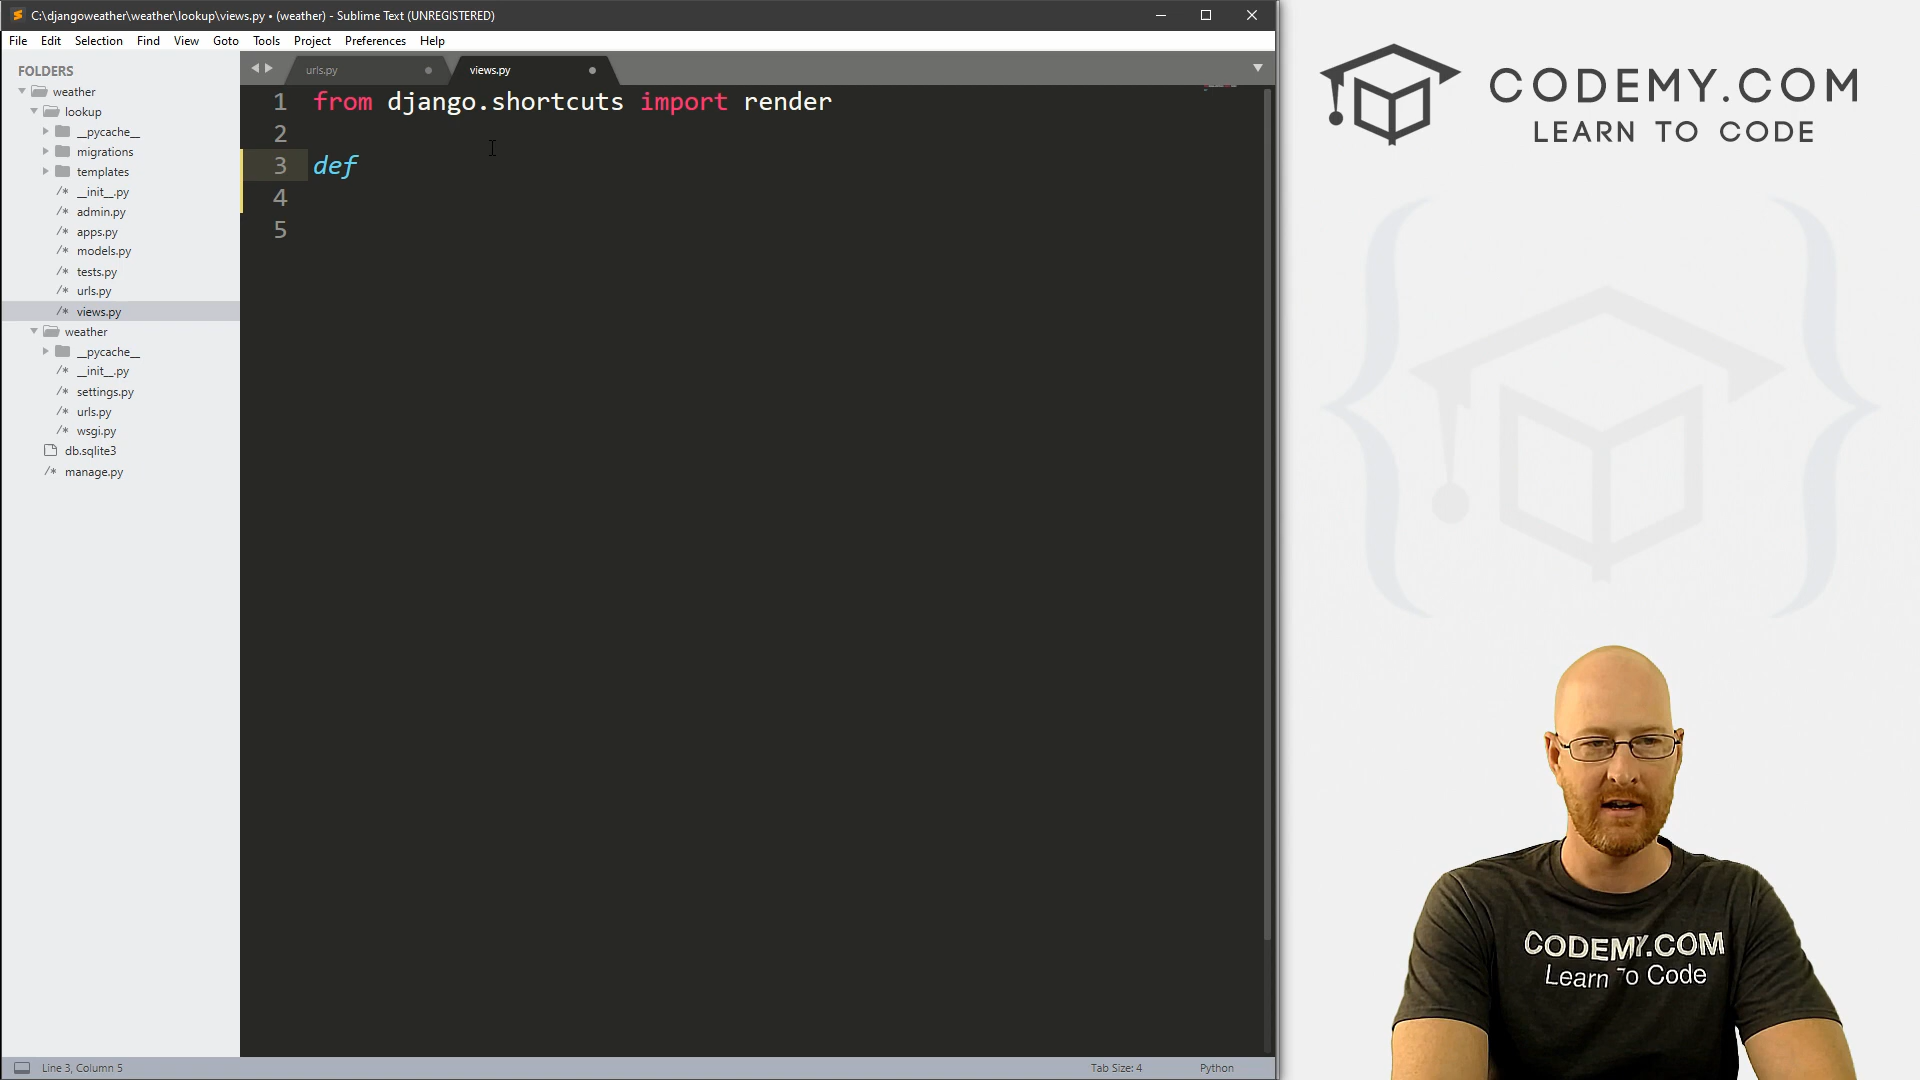 C:\djangoweather\weather\lookup\views.py • (weather) - Sublime Text (UNREGISTERED)
File Edit Selection Find View Goto Tools Project Preferences Help
FOLDERS
weather
lookup
__pycache__
migrations
templates
/* __init__.py
/* admin.py
/* apps.py
/* models.py
/* tests.py
/* urls.py
/* views.py
weather
__pycache__
/* __init__.py
/* settings.py
/* urls.py
/* wsgi.py
db.sqlite3
/* manage.py
urls.py
views.py
1 from django.shortcuts import render
2
3 def
4
5
Line 3, Column 5
Tab Size: 4
Python
CODEMY.COM
LEARN TO CODE
CODEMY.COM
Learn To Code